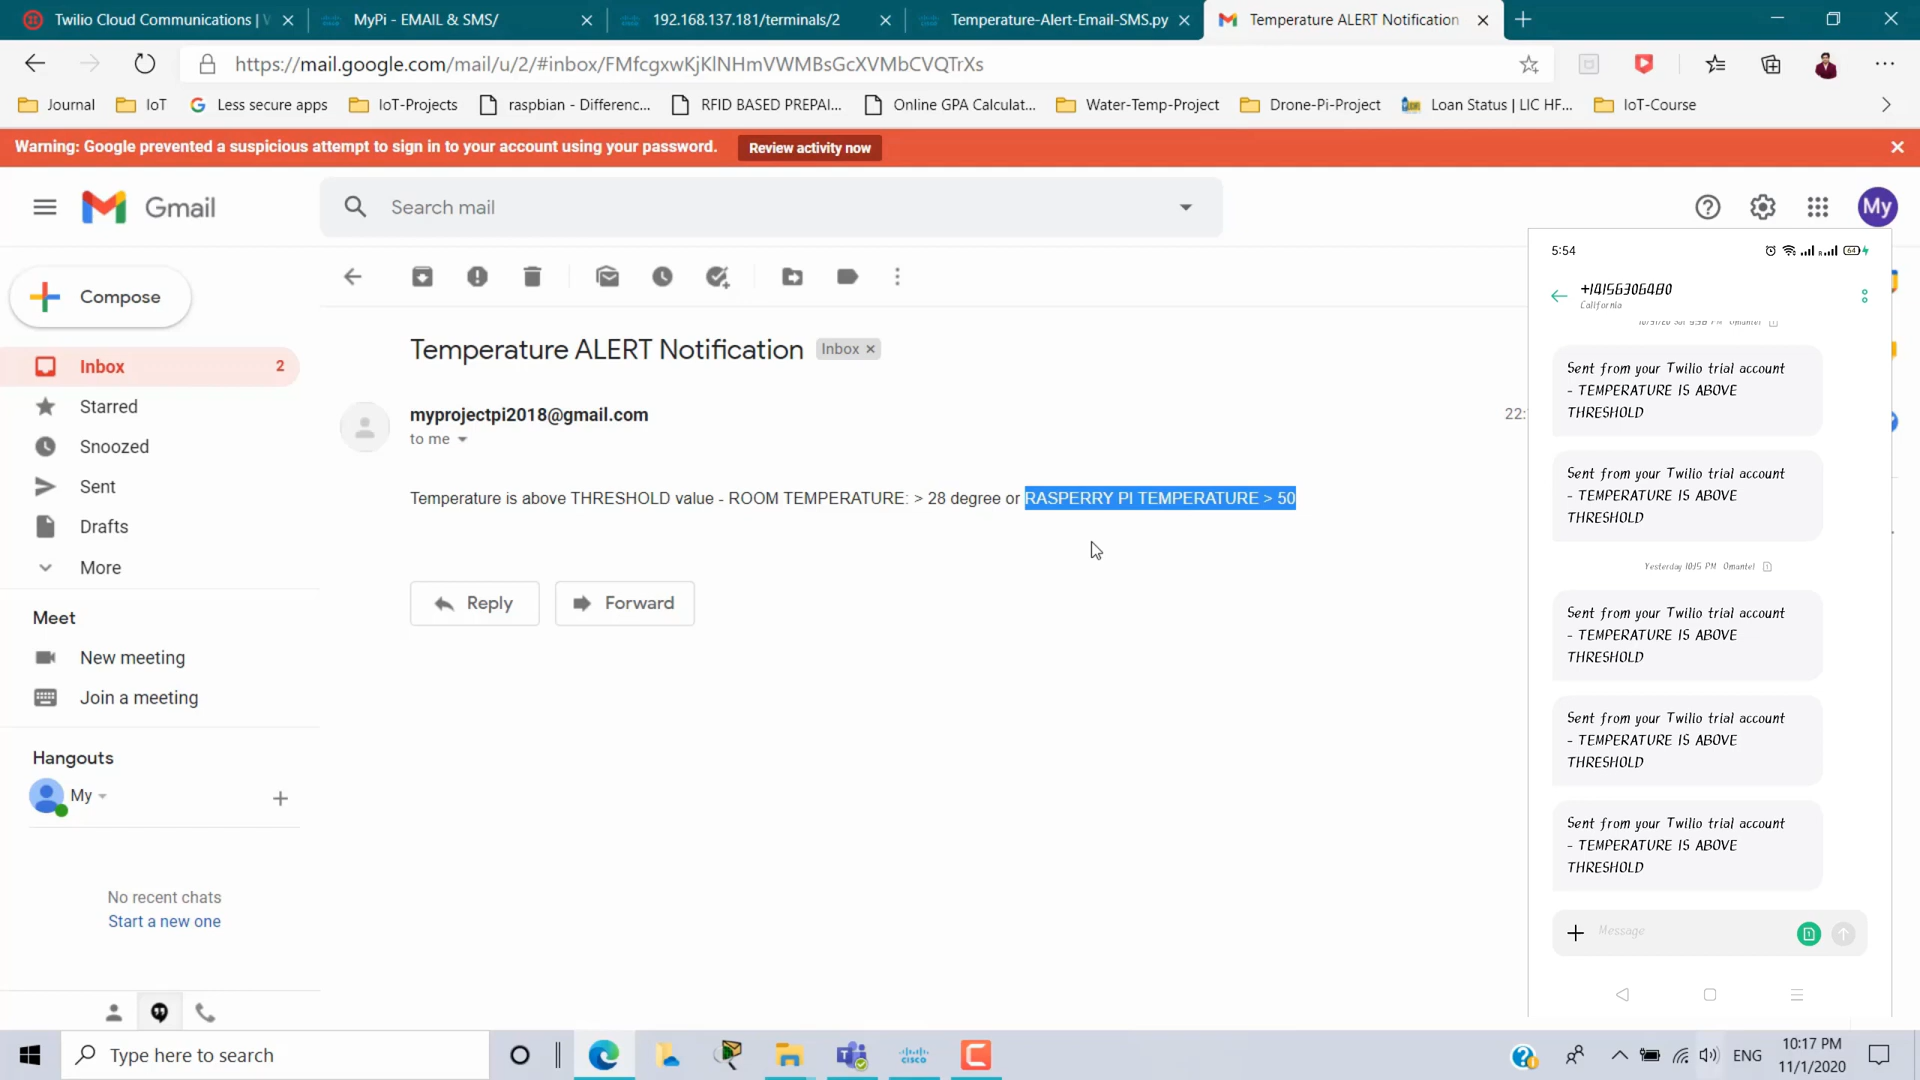 Twilio Cloud Communications |
MyPi - EMAIL & SMS/
192.168.137.181/terminals/2
Temperature-Alert-Email-SMS.py
Temperature ALERT Notification
https://mail.google.com/mail/u/2/#inbox/FMfcgxwKjKlNHmVWMBsGcXVMbCVQTrXs
Journal
IoT
Less secure apps
IoT-Projects
raspbian - Differenc...
RFID BASED PREPAI...
Online GPA Calculat...
Water-Temp-Project
Drone-Pi-Project
Loan Status | LIC HF...
IoT-Course
Warning: Google prevented a suspicious attempt to sign in to your account using your password.
Review activity now
Gmail
Search mail
My
Compose
Inbox
2
Starred
Snoozed
Sent
Drafts
More
Meet
New meeting
Join a meeting
Hangouts
My
No recent chats
Start a new one
Temperature ALERT Notification
Inbox
myprojectpi2018@gmail.com
22:
to me
Temperature is above THRESHOLD value - ROOM TEMPERATURE: > 28 degree or RASPERRY PI TEMPERATURE > 50
Reply
Forward
5:54
64
+14156306480
California
Sent from your Twilio trial account
- TEMPERATURE IS ABOVE
THRESHOLD
Sent from your Twilio trial account
- TEMPERATURE IS ABOVE
THRESHOLD
Yesterday 10:15 PM Omantel
1
Sent from your Twilio trial account
- TEMPERATURE IS ABOVE
THRESHOLD
Sent from your Twilio trial account
- TEMPERATURE IS ABOVE
THRESHOLD
Sent from your Twilio trial account
- TEMPERATURE IS ABOVE
THRESHOLD
Message
1
Type here to search
cisco
ENG
10:17 PM
11/1/2020